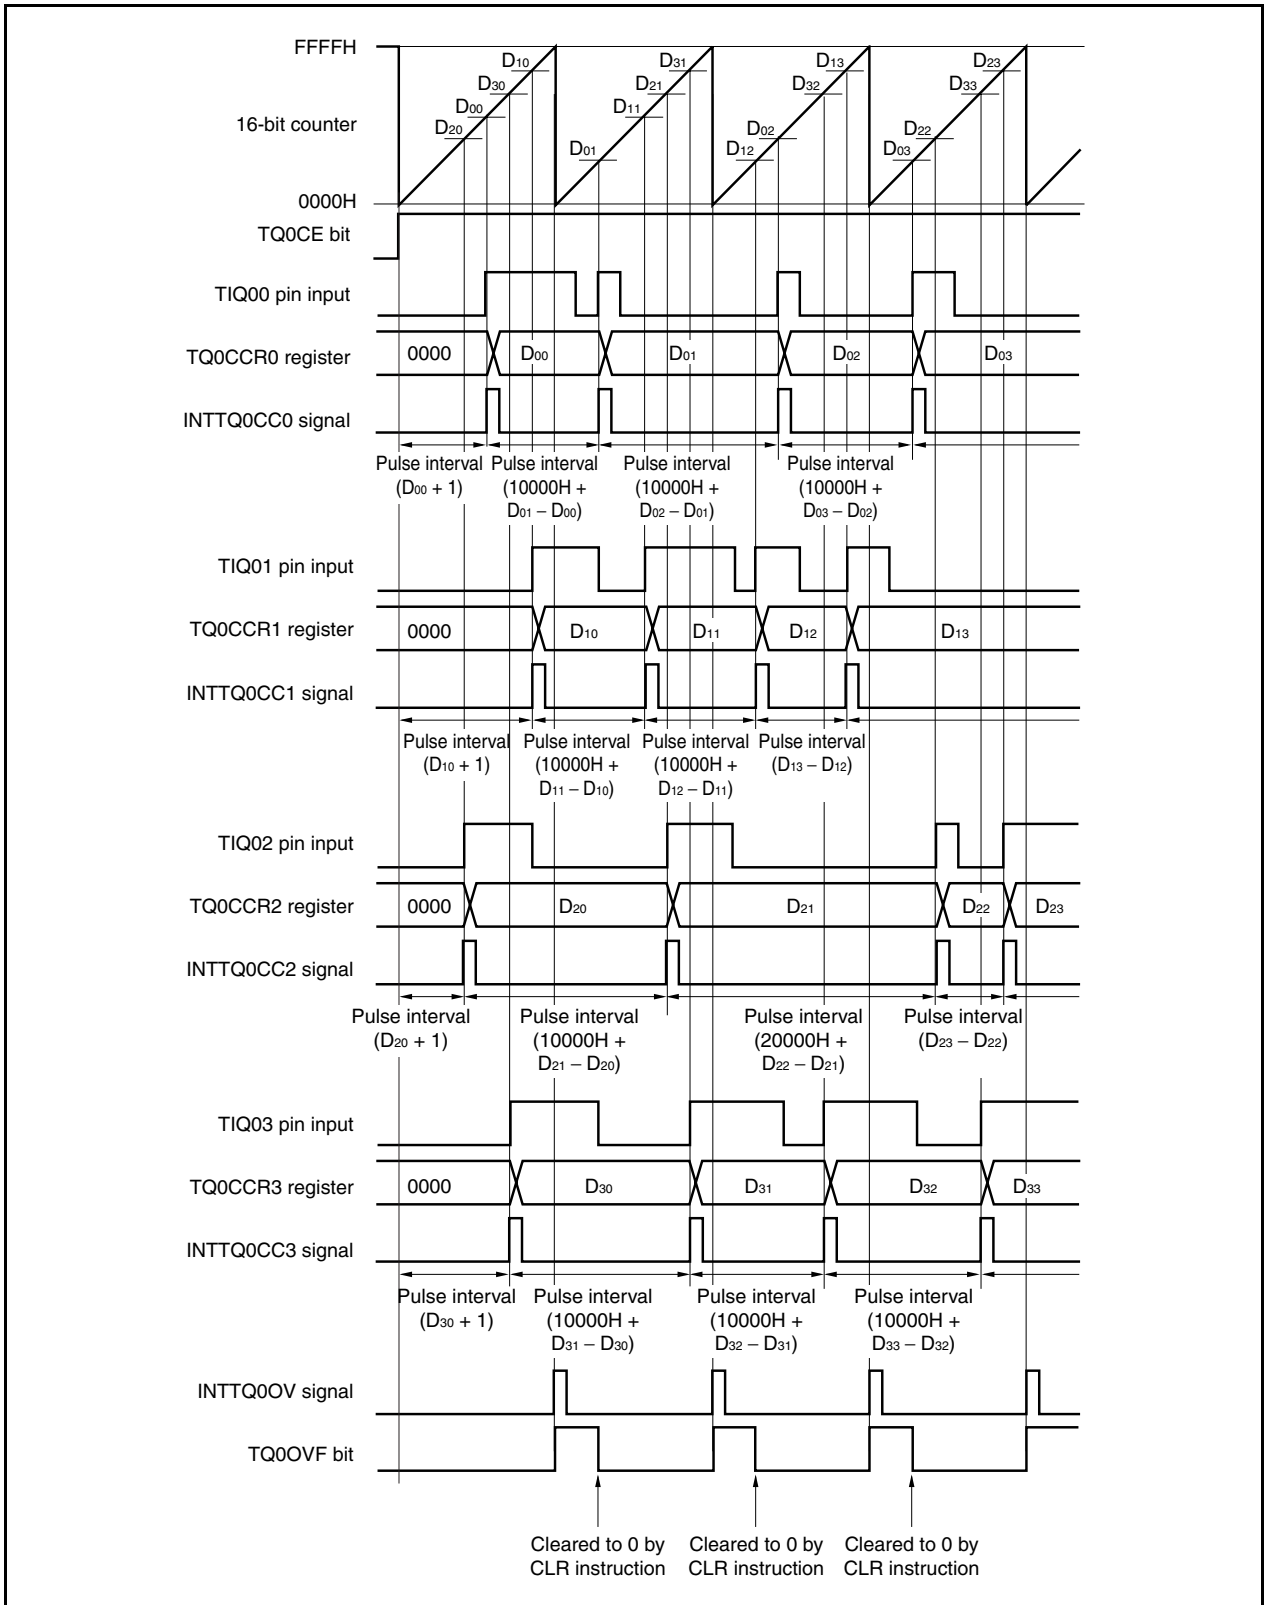 FFFFH
D10
D31
D13
D23
D30
D21
D32
D33
D00
D11
16-bit counter
D20
D02
D22
D01
D12
D03
0000H
TQ0CE bit
TIQ00 pin input
TQ0CCR0 register
0000
D00
D01
D02
D03
INTTQ0CC0 signal
Pulse interval
(D00 + 1)
Pulse interval
(10000H +
D01 – D00)
Pulse interval
(10000H +
D02 – D01)
Pulse interval
(10000H +
D03 – D02)
TIQ01 pin input
TQ0CCR1 register
0000
D10
D11
D12
D13
INTTQ0CC1 signal
Pulse interval
(D10 + 1)
Pulse interval
(10000H +
D11 – D10)
Pulse interval
(10000H +
D12 – D11)
Pulse interval
(D13 – D12)
TIQ02 pin input
TQ0CCR2 register
0000
D20
D21
D22
D23
INTTQ0CC2 signal
Pulse interval
(D20 + 1)
Pulse interval
(10000H +
D21 – D20)
Pulse interval
(20000H +
D22 – D21)
Pulse interval
(D23 – D22)
TIQ03 pin input
TQ0CCR3 register
0000
D30
D31
D32
D33
INTTQ0CC3 signal
Pulse interval
(D30 + 1)
Pulse interval
(10000H +
D31 – D30)
Pulse interval
(10000H +
D32 – D31)
Pulse interval
(10000H +
D33 – D32)
INTTQ0OV signal
TQ0OVF bit
Cleared to 0 by
CLR instruction
Cleared to 0 by
CLR instruction
Cleared to 0 by
CLR instruction